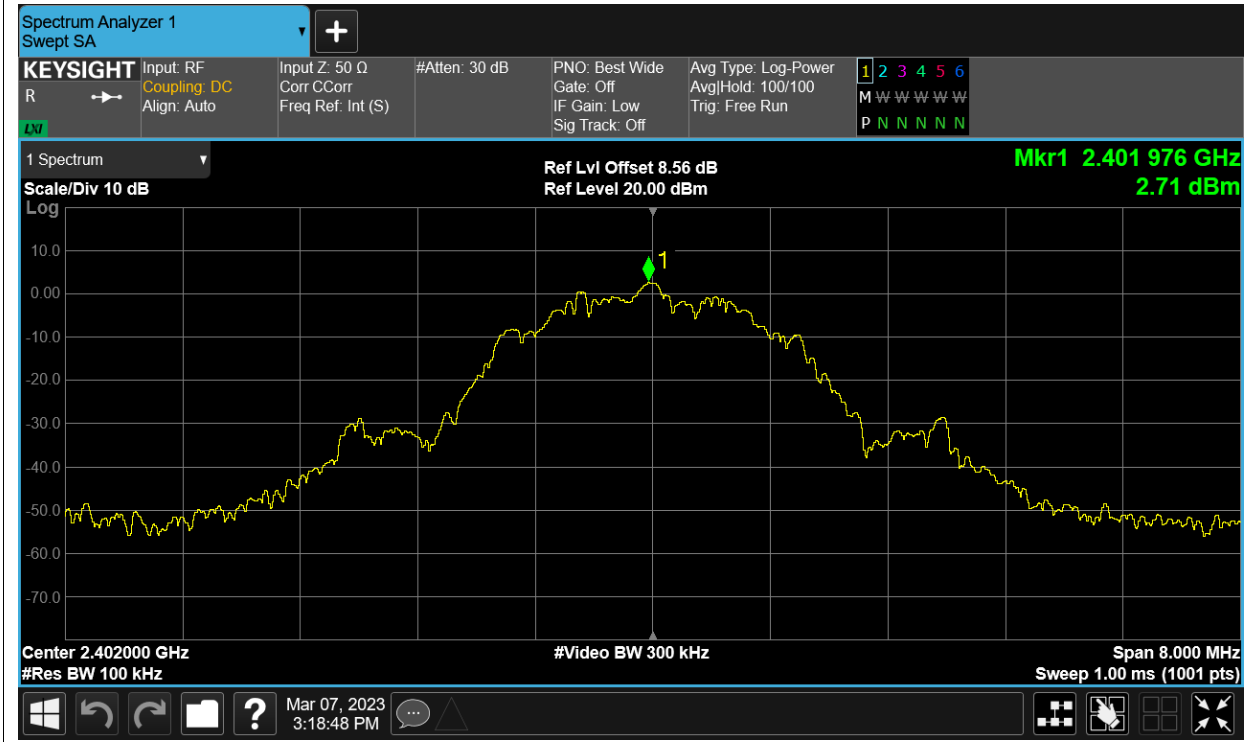 Spectrum Analyzer 1
Swept SA
KEYSIGHT
R
LXI
Input: RF
Coupling: DC
Align: Auto
Input Z: 50 Ω
Corr CCorr
Freq Ref: Int (S)
#Atten: 30 dB
PNO: Best Wide
Gate: Off
IF Gain: Low
Sig Track: Off
Avg Type: Log-Power
Avg|Hold: 100/100
Trig: Free Run
1 2 3 4 5 6
M W W W W W
P N N N N N
1 Spectrum
Scale/Div 10 dB
Log
Ref Lvl Offset 8.56 dB
Ref Level 20.00 dBm
Mkr1 2.401 976 GHz
2.71 dBm
10.0
0.00
-10.0
-20.0
-30.0
-40.0
-50.0
-60.0
-70.0
1
Center 2.402000 GHz
#Res BW 100 kHz
#Video BW 300 kHz
Span 8.000 MHz
Sweep 1.00 ms (1001 pts)
?
Mar 07, 2023
3:18:48 PM